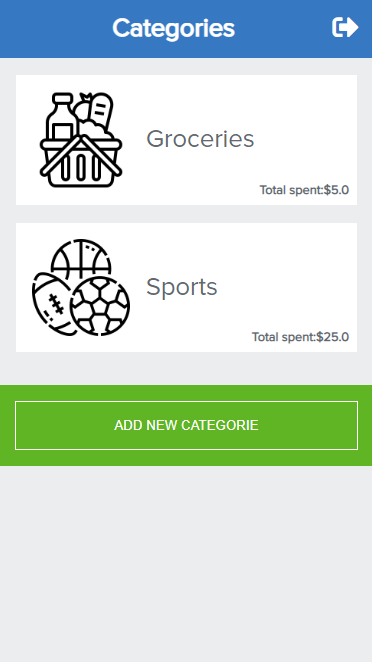 Categories
Groceries
Total spent:$5.0
Sports
Total spent:$25.0
ADD NEW CATEGORIE